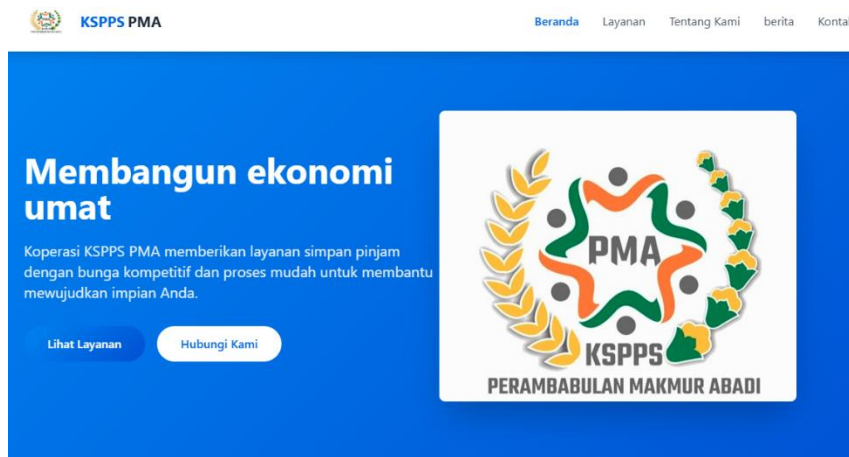 KSPPS PMA
Beranda Layanan Tentang Kami berita
Membangun ekonomi
umat
Koperasi KSPPS PMA memberikan layanan simpan pinjam
dengan bunga kompetitif dan proses mudah untuk membantu
mewujudkan impian Anda.
Lihat Layanan Hubungi Kami
PMA
KSPPS
PERAMBABULAN MAKMUR ABADI